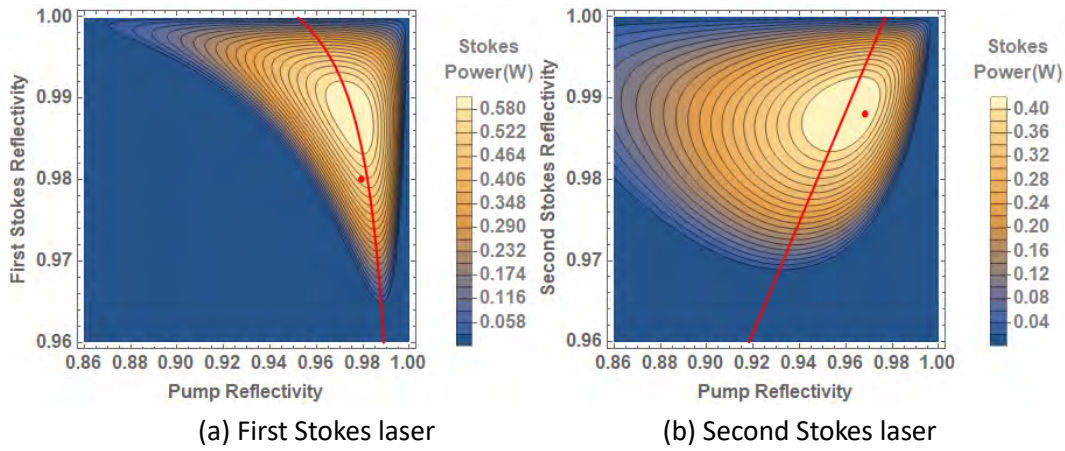 1.00
0.99
0.98
0.97
0.96
First Stokes Reflectivity
0.86 0.88 0.90 0.92 0.94 0.96 0.98 1.00
Pump Reflectivity
Stokes
Power(W)
0.580
0.522
0.464
0.406
0.348
0.290
0.232
0.174
0.116
0.058
(a) First Stokes laser
1.00
0.99
0.98
0.97
0.96
Second Stokes Reflectivity
0.86 0.88 0.90 0.92 0.94 0.96 0.98 1.00
Pump Reflectivity
Stokes
Power(W)
0.40
0.36
0.32
0.28
0.24
0.20
0.16
0.12
0.08
0.04
(b) Second Stokes laser